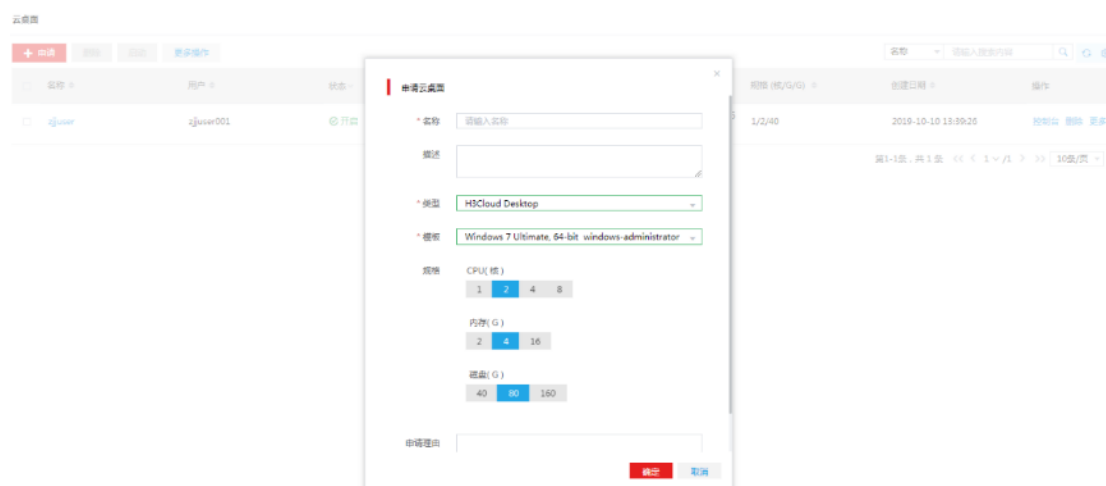 云桌面
+ 申请 删除 回收 更多操作 名称 请输入搜索内容
名称 用户 状态 规格 (核/G/G) 创建日期 操作
zjjuser zjjuser001 开启 1/2/40 2019-10-10 13:39:26 控制台 删除 更多
第1-1条，共1条 << < 1 /1 > >> 10条/页
申请云桌面 ×
*名称 请输入名称
描述
*类型 H3Cloud Desktop
*模板 Windows 7 Ultimate, 64-bit windows-administrator
规格 CPU(核)
1 2 4 8
内存(G)
2 4 16
磁盘(G)
40 80 160
申请理由
确定 取消